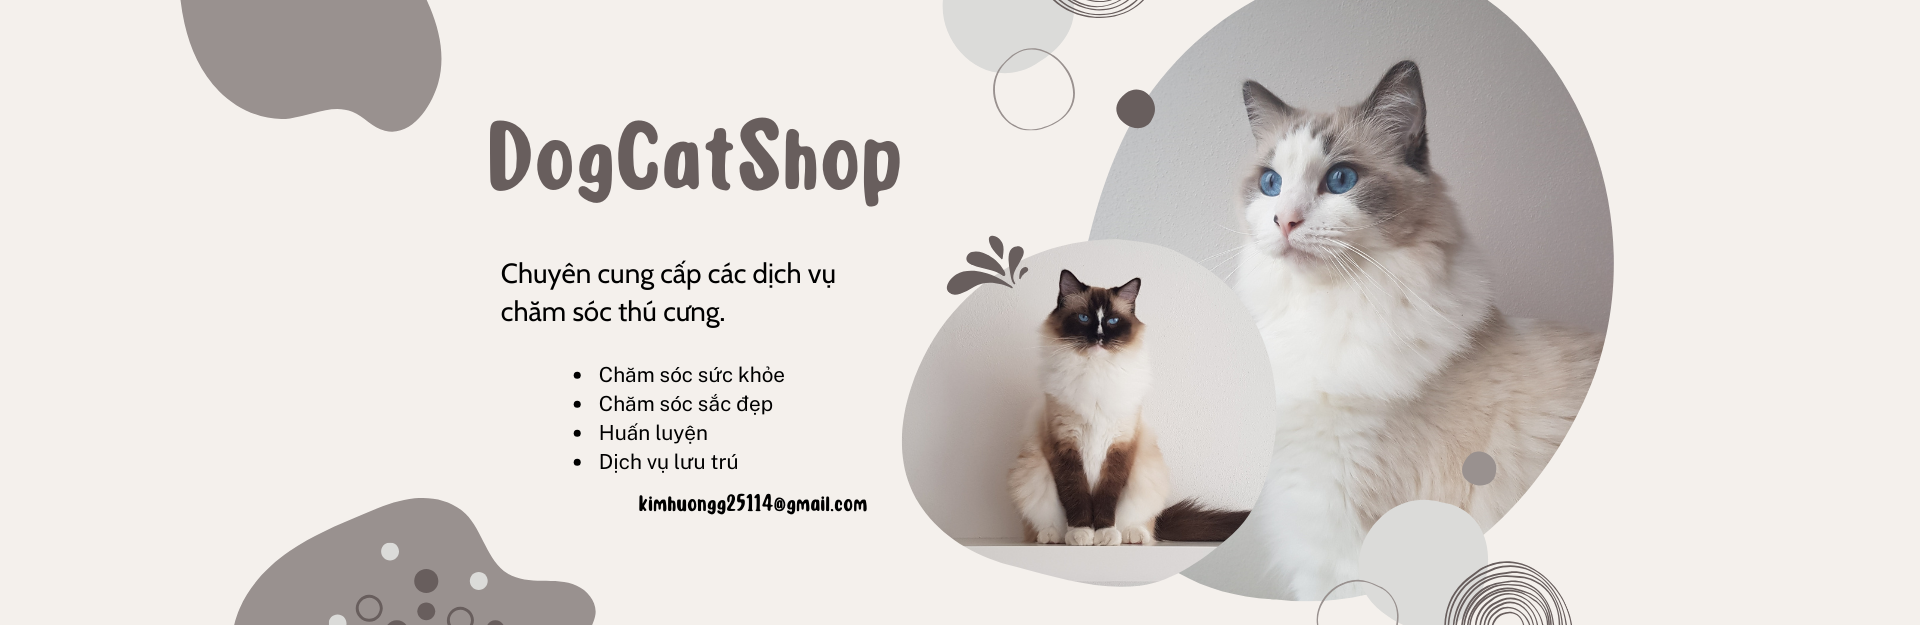 DogCatShop
Chuyên cung cấp các dịch vụ
chăm sóc thú cưng.
• Chăm sóc sức khỏe
• Chăm sóc sắc đẹp
• Huấn luyện
• Dịch vụ lưu trú
kimhuongg25114@gmail.com